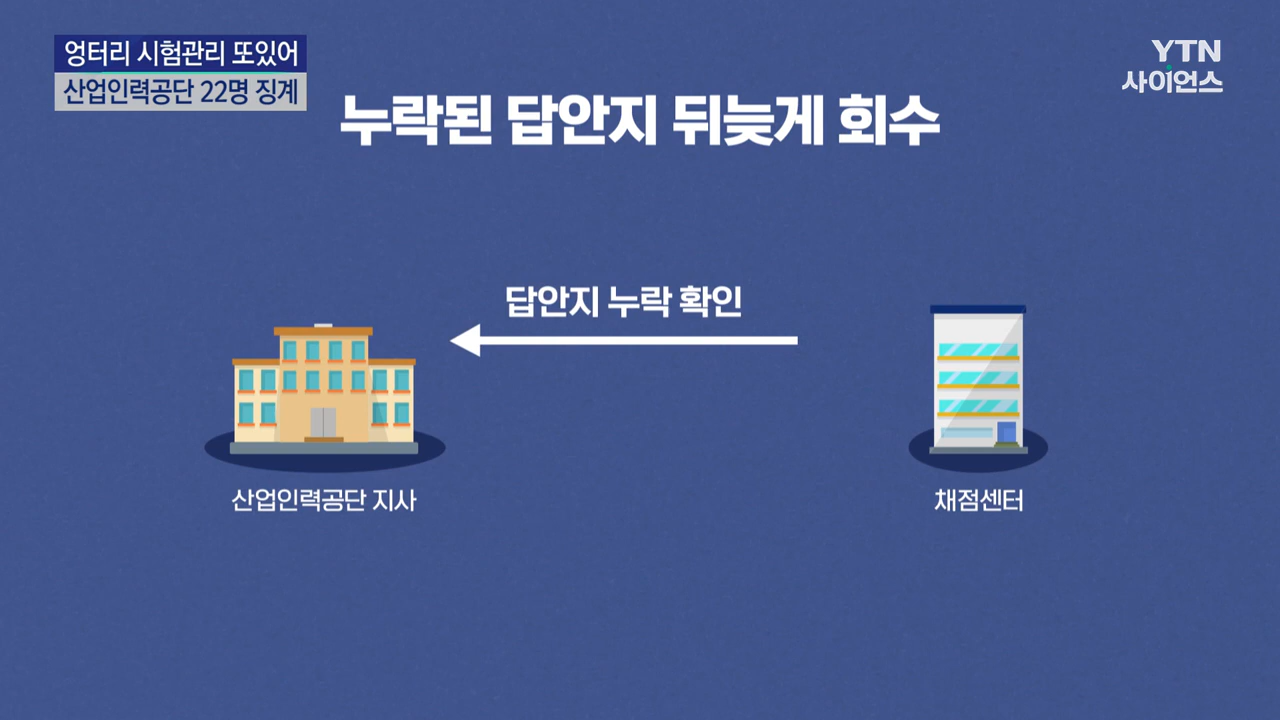 엉터리 시험관리 또있어
산업인력공단 22명 징계
YTN
사이언스
누락된 답안지 뒤늦게 회수
답안지 누락 확인
산업인력공단 지사
채점센터